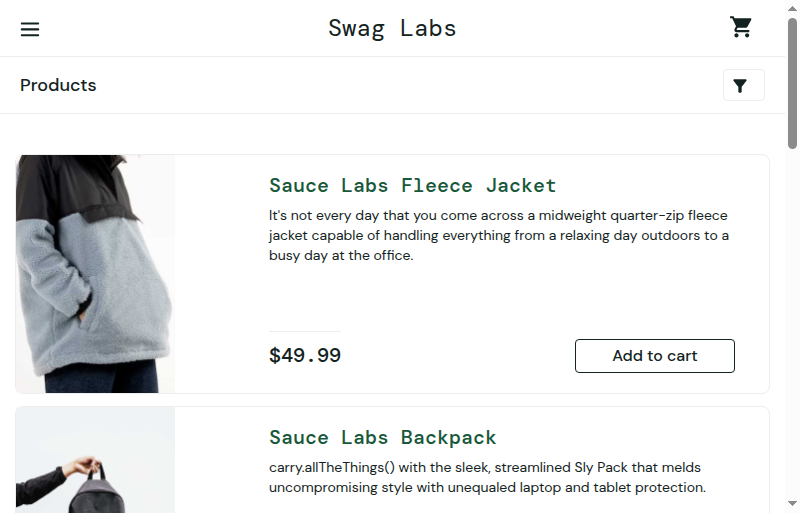 Swag Labs
Products
Sauce Labs Fleece Jacket
It's not every day that you come across a midweight quarter-zip fleece
jacket capable of handling everything from a relaxing day outdoors to a
busy day at the office.
$49.99
Add to cart
Sauce Labs Backpack
carry.allTheThings() with the sleek, streamlined Sly Pack that melds
uncompromising style with unequaled laptop and tablet protection.